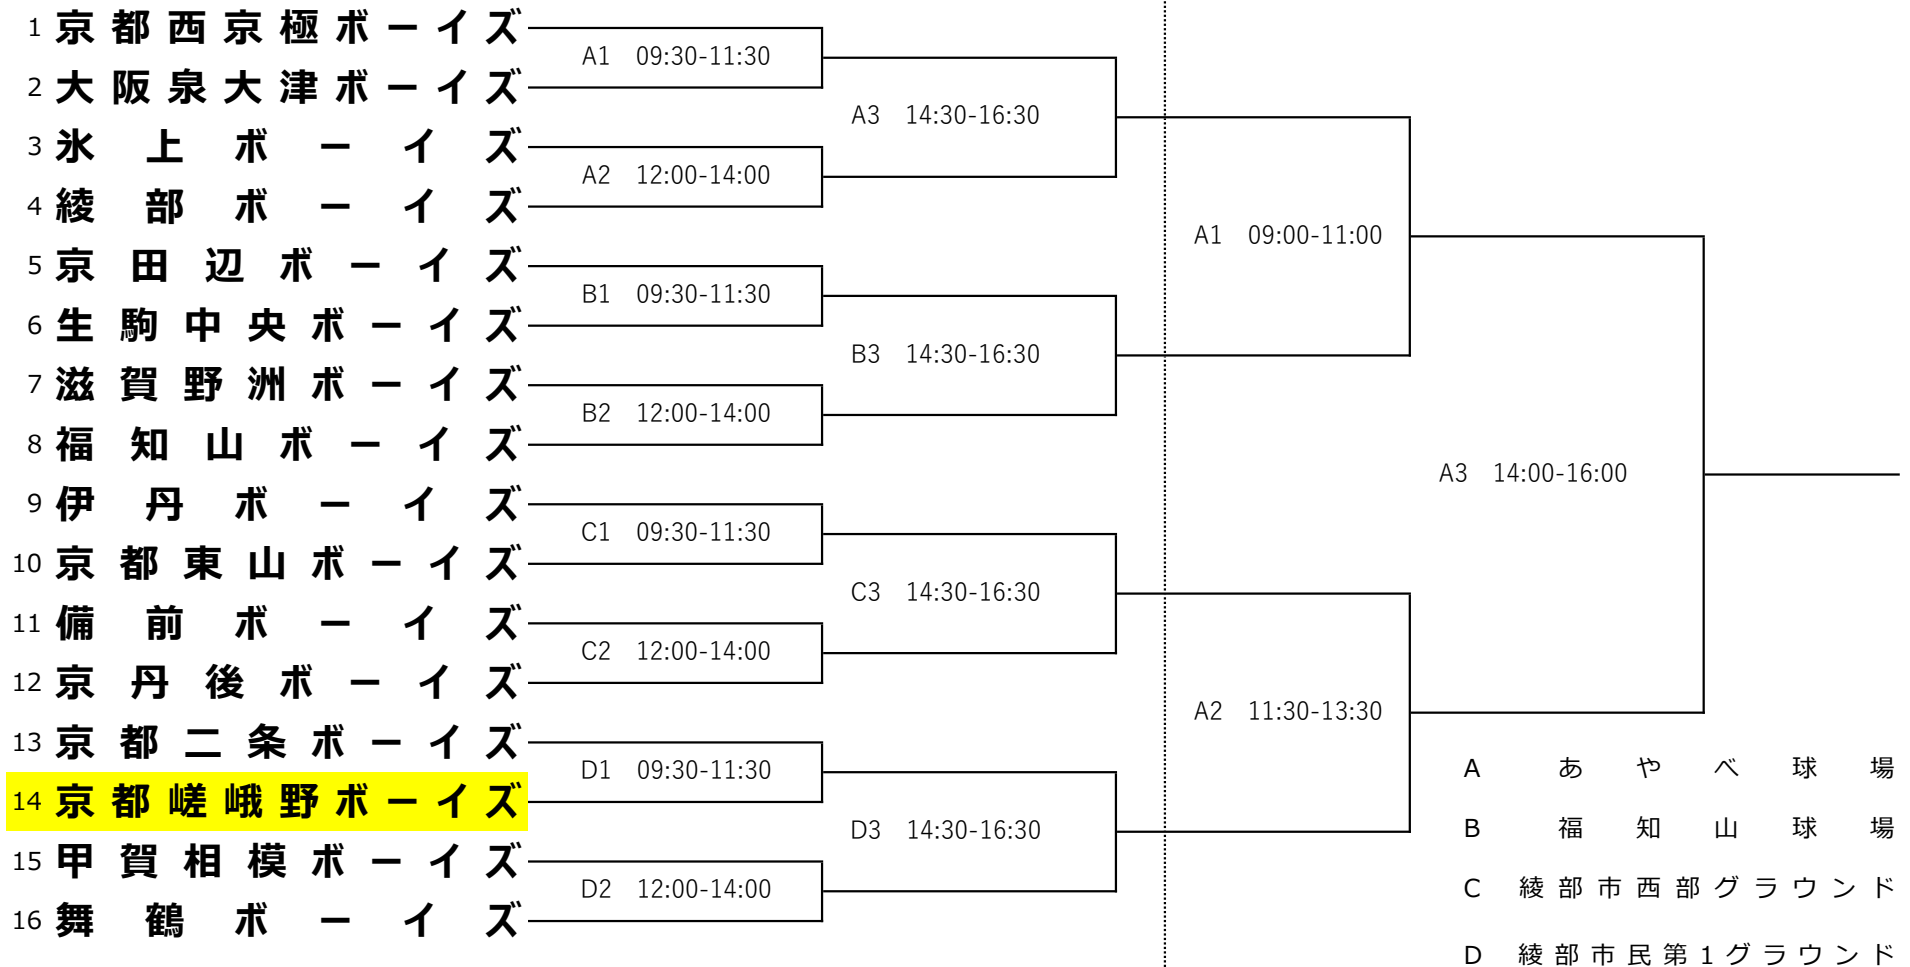 1 京都西京極ボーイズ
A1 09:30-11:30
2 大阪泉大津ボーイズ
A3 14:30-16:30
3 氷上ボーイズ
A2 12:00-14:00
4 綾部ボーイズ
A1 09:00-11:00
5 京田辺ボーイズ
B1 09:30-11:30
6 生駒中央ボーイズ
B3 14:30-16:30
7 滋賀野洲ボーイズ
B2 12:00-14:00
8 福知山ボーイズ
A3 14:00-16:00
9 伊丹ボーイズ
C1 09:30-11:30
10 京都東山ボーイズ
C3 14:30-16:30
11 備前ボーイズ
C2 12:00-14:00
12 京丹後ボーイズ
A2 11:30-13:30
13 京都二条ボーイズ
D1 09:30-11:30
14 京都嵯峨野ボーイズ
D3 14:30-16:30
15 甲賀相模ボーイズ
D2 12:00-14:00
16 舞鶴ボーイズ
A あやべ球場
B 福知山球場
C 綾部市西部グラウンド
D 綾部市民第1グラウンド